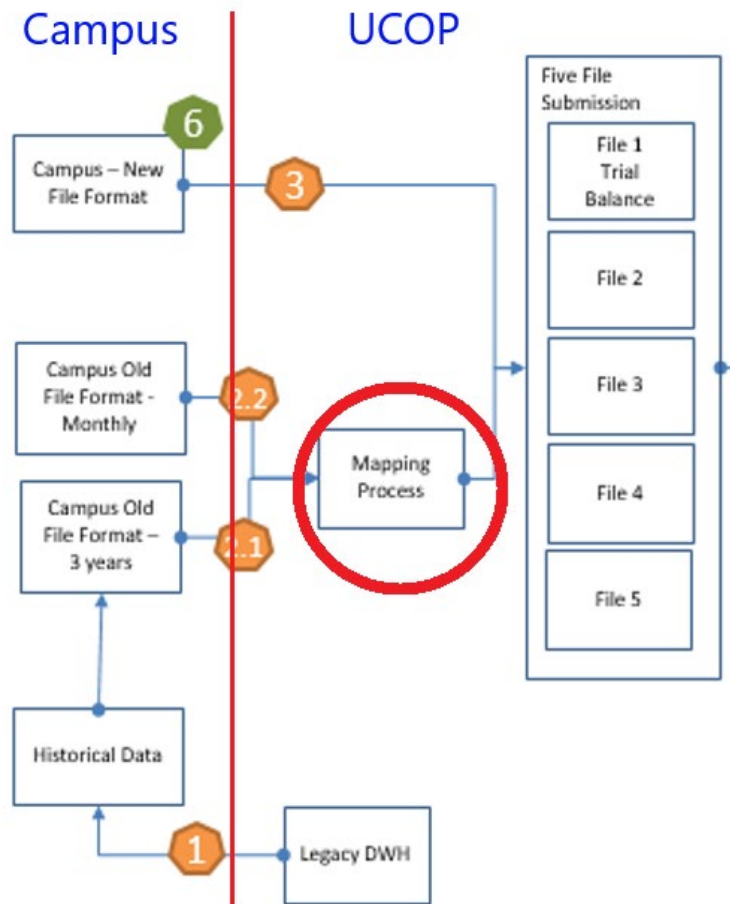 Campus
UCOP
Five File
Submission
6
File 1
Trial
Balance
Campus – New
File Format
3
File 2
Campus Old
File Format -
Monthly
2.2
File 3
Mapping
Process
Campus Old
File Format –
3 years
2.1
File 4
File 5
Historical Data
1
Legacy DWH